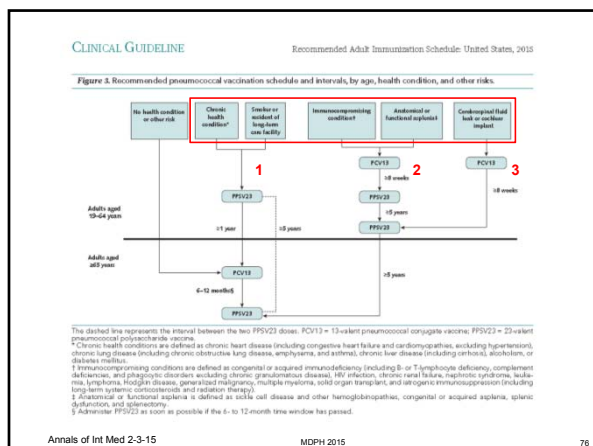 CLINICAL GUIDELINE
Recommended Adult Immunization Schedule: United States, 2015
Figure 3. Recommended pneumococcal vaccination schedule and intervals, by age, health condition, and other risks.
No health condition
or other risk
Chronic
health
condition*
Smoker or
resident of
long-term
care facility
Immunocompromising
condition†
Anatomical or
functional asplenia‡
Cerebrospinal fluid
leak or cochlear
implant
1
PCV13
2
PCV13
3
≥8 weeks
≥8 weeks
PPSV23
PPSV23
Adults aged
19–64 years
≥1 year
≥5 years
≥5 years
PPSV23
Adults aged
≥65 years
PCV13
≥5 years
6–12 months§
PPSV23
The dashed line represents the interval between the two PPSV23 doses. PCV13 = 13-valent pneumococcal conjugate vaccine; PPSV23 = 23-valent
pneumococcal polysaccharide vaccine.
* Chronic health conditions are defined as chronic heart disease (including congestive heart failure and cardiomyopathies, excluding hypertension),
chronic lung disease (including chronic obstructive lung disease, emphysema, and asthma), chronic liver disease (including cirrhosis), alcoholism, or
diabetes mellitus.
† Immunocompromising conditions are defined as congenital or acquired immunodeficiency (including B- or T-lymphocyte deficiency, complement
deficiencies, and phagocytic disorders excluding chronic granulomatous disease), HIV infection, chronic renal failure, nephrotic syndrome, leuke-
mia, lymphoma, Hodgkin disease, generalized malignancy, multiple myeloma, solid organ transplant, and iatrogenic immunosuppression (including
long-term systemic corticosteroids and radiation therapy).
‡ Anatomical or functional asplenia is defined as sickle cell disease and other hemoglobinopathies, congenital or acquired asplenia, splenic
dysfunction, and splenectomy.
§ Administer PPSV23 as soon as possible if the 6- to 12-month time window has passed.
Annals of Int Med 2-3-15
MDPH 2015
76